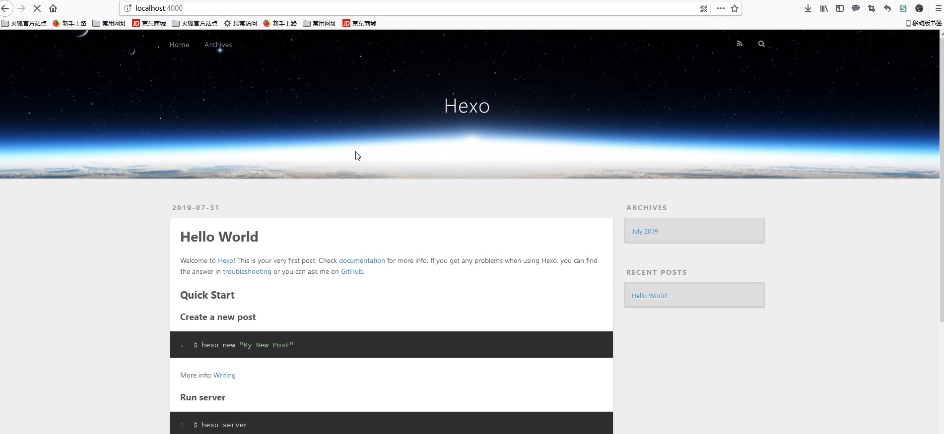 localhost:4000
火狐官方站点 新手上路 常用网址 京东商城 火狐官方站点 最常访问 新手上路 常用网址 京东商城 移动版书签
Home Archives
Hexo
2019-07-31
Hello World
Welcome to Hexo! This is your very first post. Check documentation for more info. If you get any problems when using Hexo, you can find
the answer in troubleshooting or you can ask me on GitHub.
Quick Start
Create a new post
1 $ hexo new "My New Post"
More info: Writing
Run server
1 $ hexo server
ARCHIVES
July 2019
RECENT POSTS
Hello World